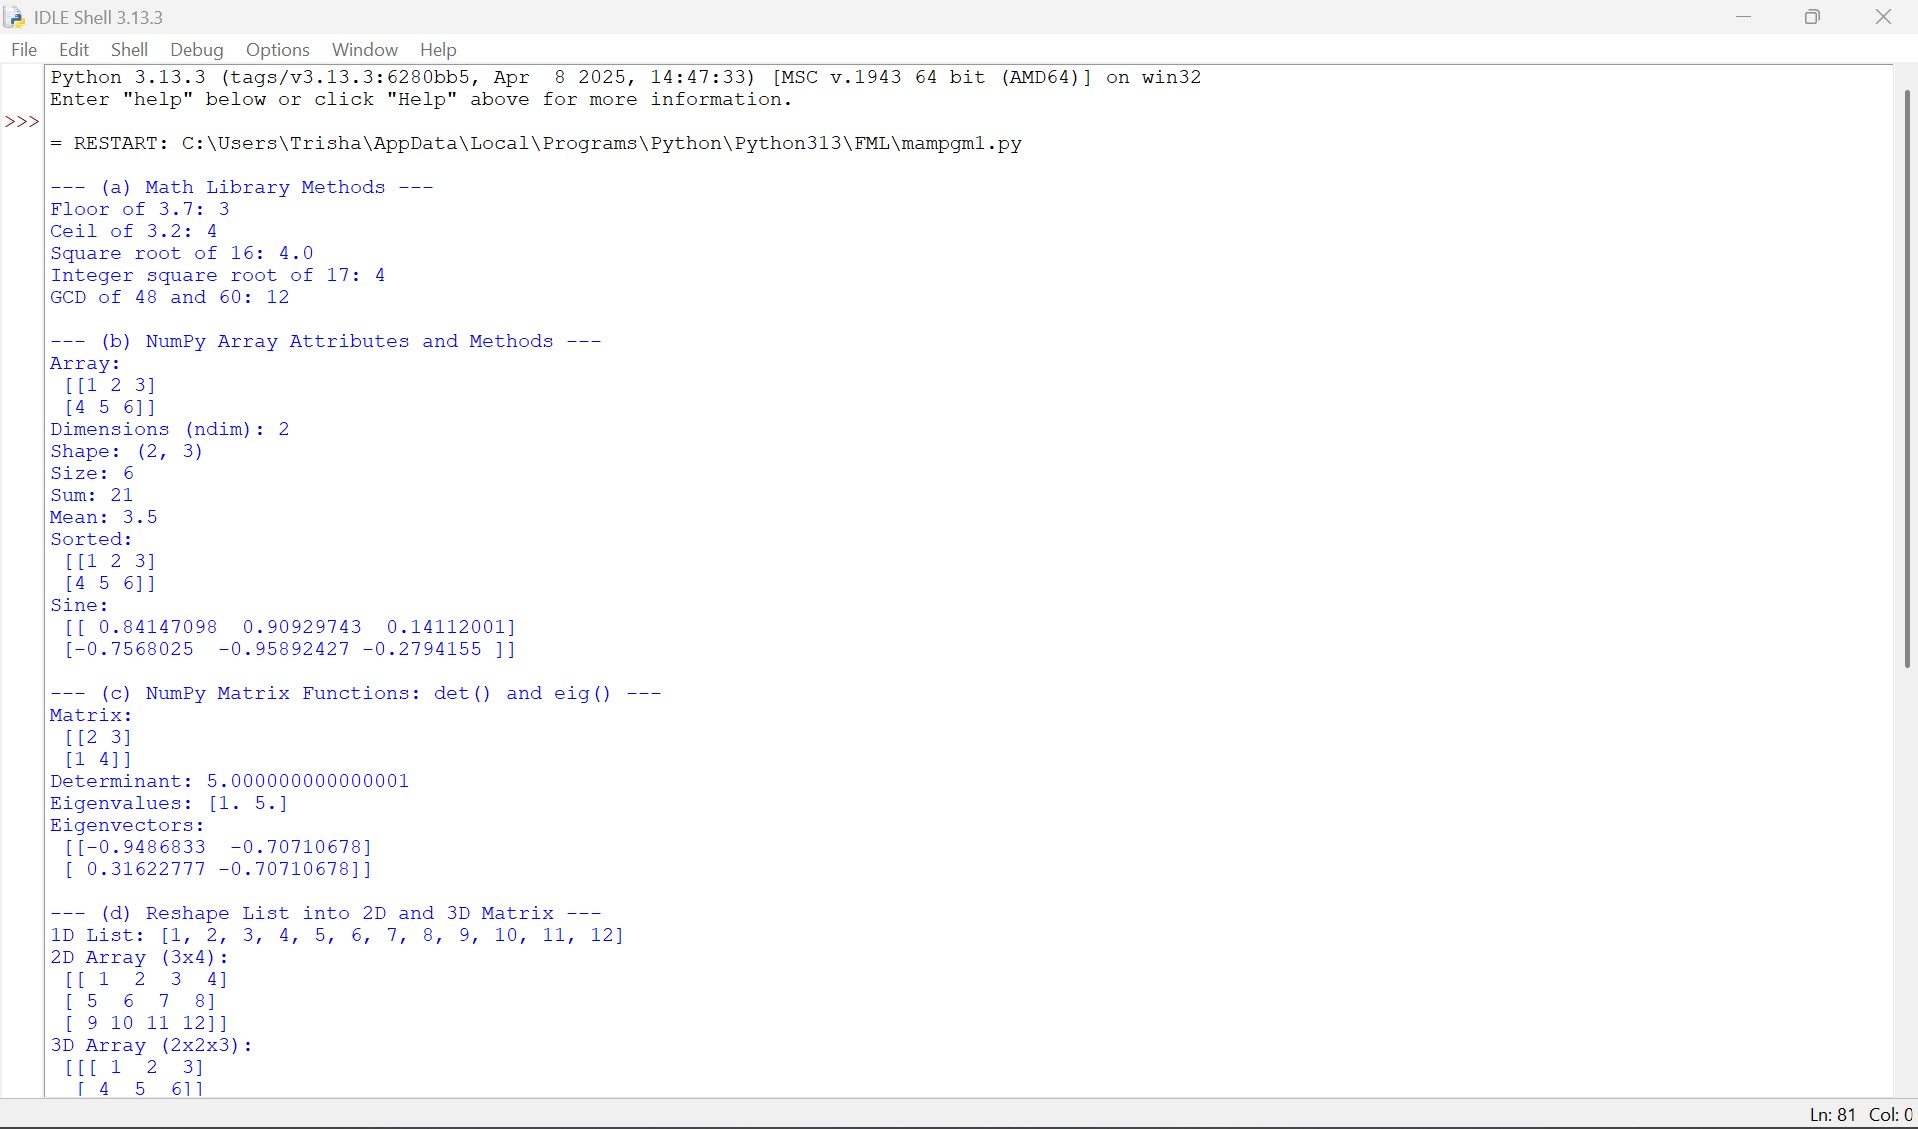 IDLE Shell 3.13.3
File Edit Shell Debug Options Window Help
Python 3.13.3 (tags/v3.13.3:6280bb5, Apr  8 2025, 14:47:33) [MSC v.1943 64 bit (AMD64)] on win32
Enter "help" below or click "Help" above for more information.
>>>
= RESTART: C:\Users\Trisha\AppData\Local\Programs\Python\Python313\FML\mampgm1.py
--- (a) Math Library Methods ---
Floor of 3.7: 3
Ceil of 3.2: 4
Square root of 16: 4.0
Integer square root of 17: 4
GCD of 48 and 60: 12
--- (b) NumPy Array Attributes and Methods ---
Array:
 [[1 2 3]
 [4 5 6]]
Dimensions (ndim): 2
Shape: (2, 3)
Size: 6
Sum: 21
Mean: 3.5
Sorted:
 [[1 2 3]
 [4 5 6]]
Sine:
 [[ 0.84147098  0.90929743  0.14112001]
 [-0.7568025  -0.95892427 -0.2794155 ]]
--- (c) NumPy Matrix Functions: det() and eig() ---
Matrix:
 [[2 3]
 [1 4]]
Determinant: 5.000000000000001
Eigenvalues: [1. 5.]
Eigenvectors:
 [[-0.9486833  -0.70710678]
 [ 0.31622777 -0.70710678]]
--- (d) Reshape List into 2D and 3D Matrix ---
1D List: [1, 2, 3, 4, 5, 6, 7, 8, 9, 10, 11, 12]
2D Array (3x4):
 [[ 1  2  3  4]
 [ 5  6  7  8]
 [ 9 10 11 12]]
3D Array (2x2x3):
 [[[ 1  2  3]
  [ 4  5  6]]
Ln: 81 Col: 0